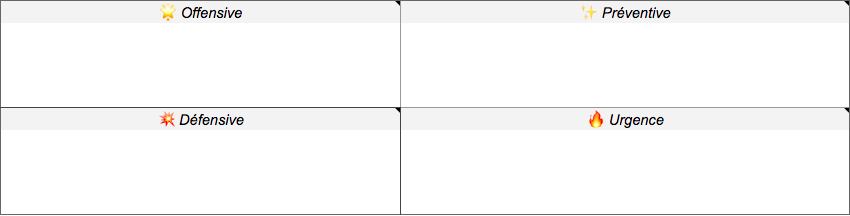 🌟 Offensive
✨ Préventive
💥 Défensive
🔥 Urgence